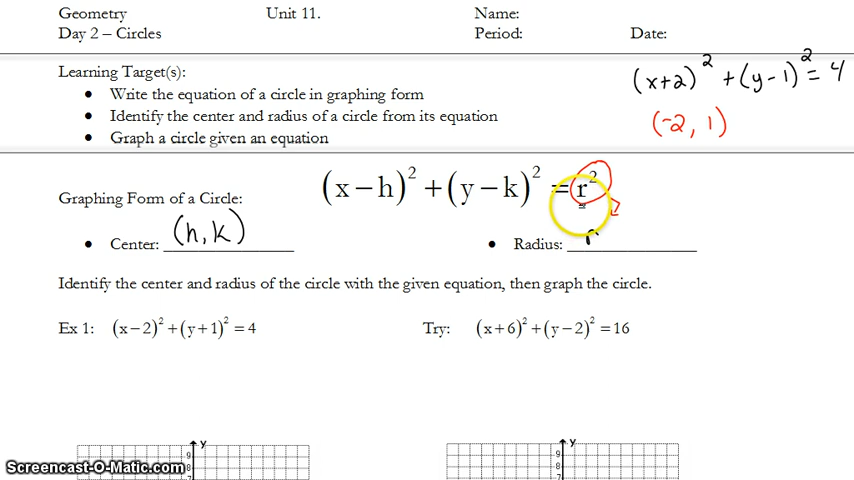 Geometry Unit 11. Name:
Day 2 – Circles Period: Date:
Learning Target(s):
• Write the equation of a circle in graphing form
• Identify the center and radius of a circle from its equation
• Graph a circle given an equation
(x+2)² + (y-1)² = 4
(-2, 1)
(x – h)² + (y – k)² = r²
Graphing Form of a Circle:
• Center: (h, k)
• Radius: r
Identify the center and radius of the circle with the given equation, then graph the circle.
Ex 1: (x – 2)² + (y + 1)² = 4 Try: (x + 6)² + (y – 2)² = 16
y y
9 9
8 8
7
Screencast-O-Matic.com